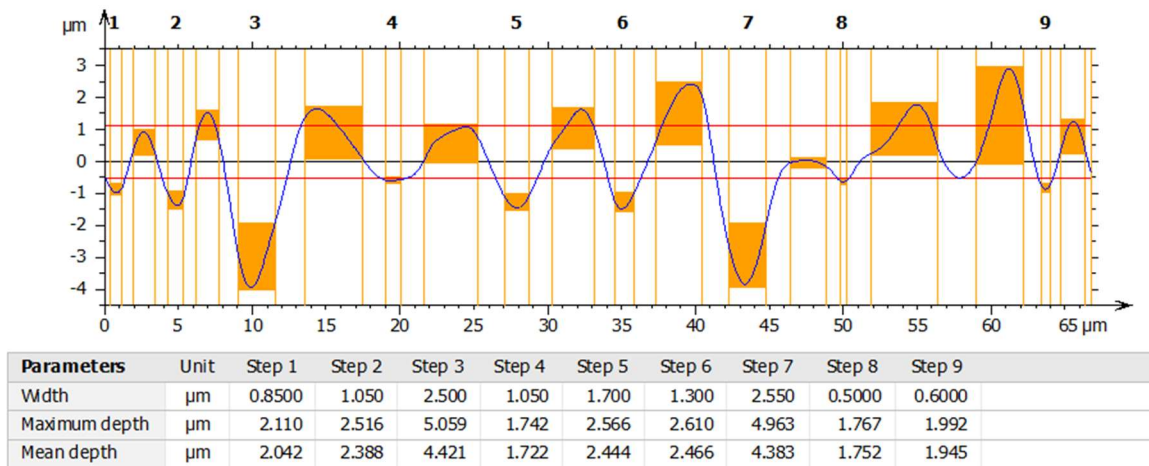 µm 1 2 3 4 5 6 7 8 9
3
2
1
0
-1
-2
-3
-4
0 5 10 15 20 25 30 35 40 45 50 55 60 65 µm
Parameters Unit Step 1 Step 2 Step 3 Step 4 Step 5 Step 6 Step 7 Step 8 Step 9
Width µm 0.8500 1.050 2.500 1.050 1.700 1.300 2.550 0.5000 0.6000
Maximum depth µm 2.110 2.516 5.059 1.742 2.566 2.610 4.963 1.767 1.992
Mean depth µm 2.042 2.388 4.421 1.722 2.444 2.466 4.383 1.752 1.945